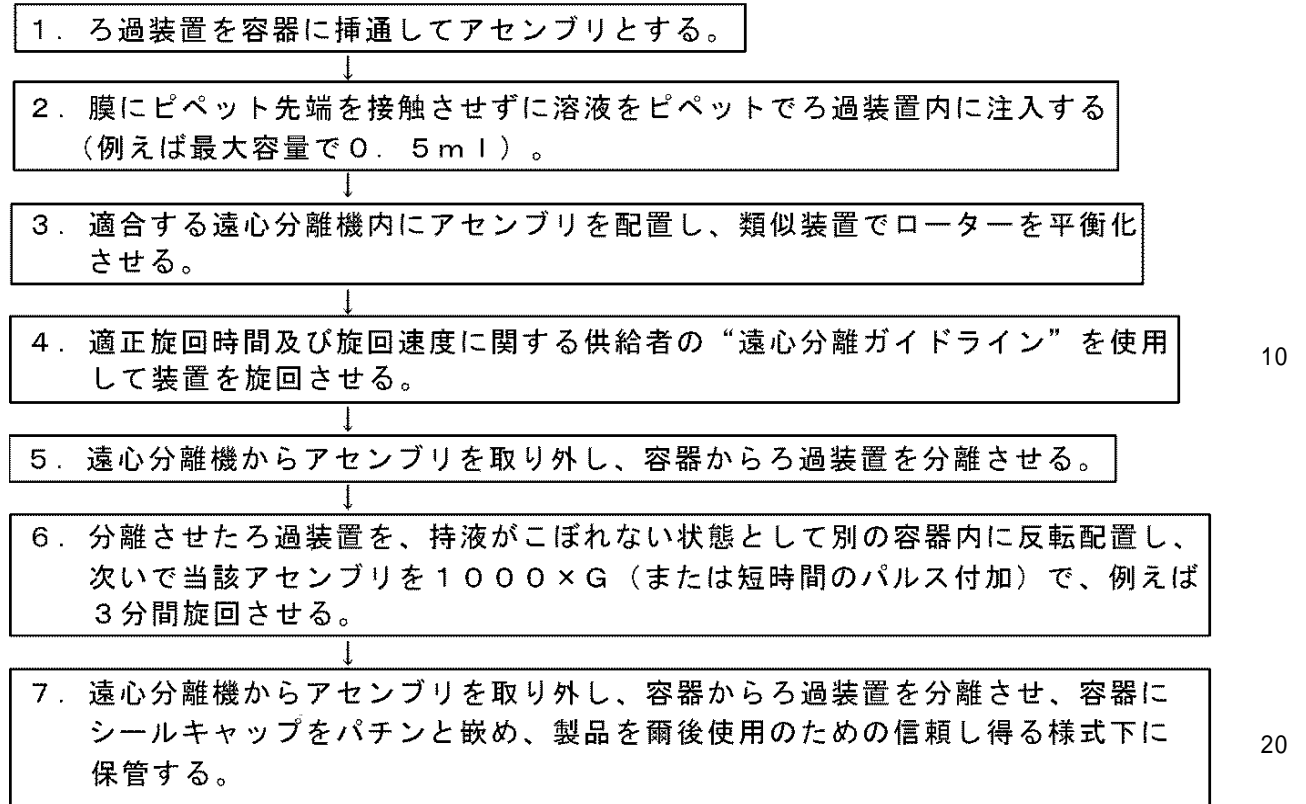 1. ろ過装置を容器に挿通してアセンブリとする。
↓
2. 膜にピペット先端を接触させずに溶液をピペットでろ過装置内に注入する
(例えば最大容量で0. 5ml)。
↓
3. 適合する遠心分離機内にアセンブリを配置し、類似装置でローターを平衡化
させる。
↓
4. 適正旋回時間及び旋回速度に関する供給者の“遠心分離ガイドライン”を使用
して装置を旋回させる。
10
↓
5. 遠心分離機からアセンブリを取り外し、容器からろ過装置を分離させる。
↓
6. 分離させたろ過装置を、持液がこぼれない状態として別の容器内に反転配置し、
次いで当該アセンブリを1000×G(または短時間のパルス付加)で、例えば
3分間旋回させる。
↓
7. 遠心分離機からアセンブリを取り外し、容器からろ過装置を分離させ、容器に
シールキャップをパチンと嵌め、製品を爾後使用のための信頼し得る様式下に
保管する。
20